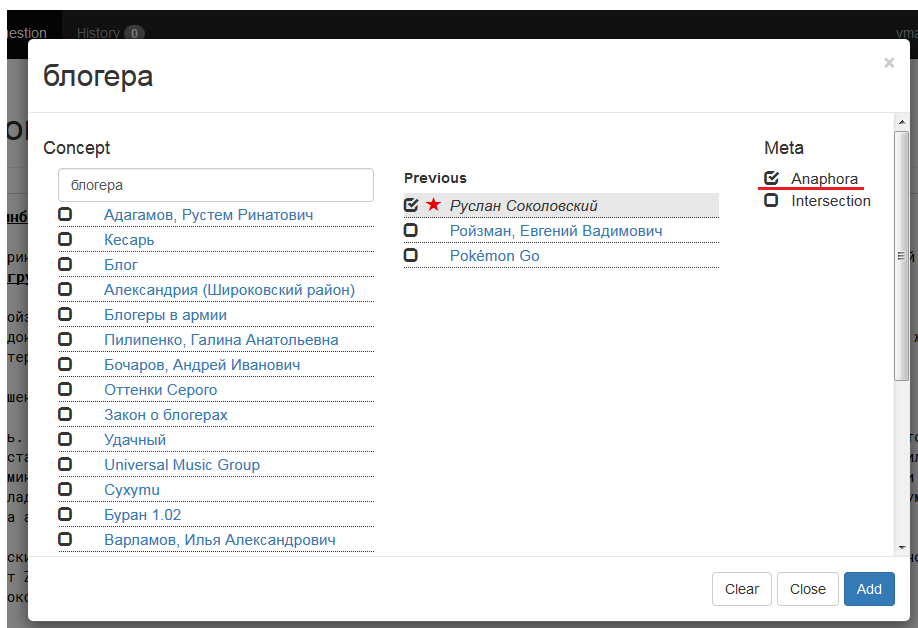 estion
History 0
блогера
×
Concept
блогера
Адагамов, Рустем Ринатович
Кесарь
Блог
Александрия (Широковский район)
Блогеры в армии
Пилипенко, Галина Анатольевна
Бочаров, Андрей Иванович
Оттенки Серого
Закон о блогерах
Удачный
Universal Music Group
Cyxymu
Буран 1.02
Варламов, Илья Александрович
Previous
Руслан Соколовский
Ройзман, Евгений Вадимович
Pokémon Go
Meta
Anaphora
Intersection
Clear
Close
Add